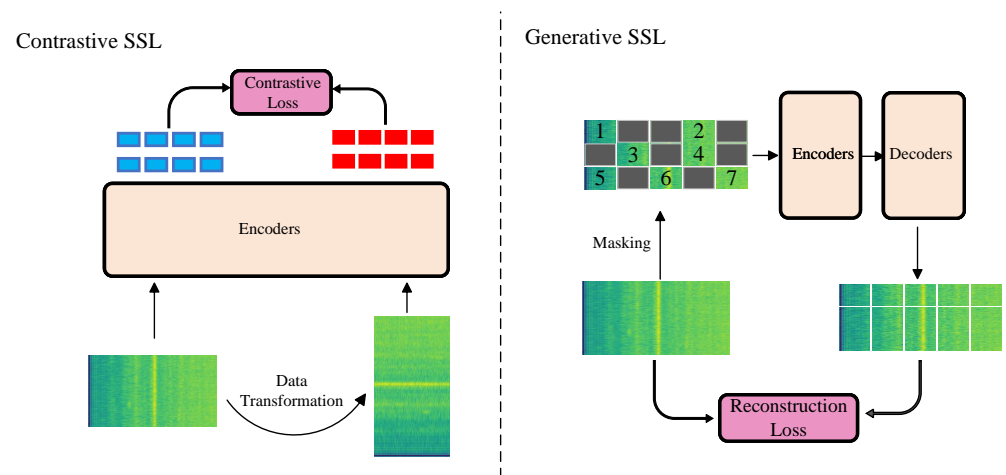 Contrastive SSL
Contrastive
Loss
Encoders
Data
Transformation
Generative SSL
1 2
3 4
5 6 7
Encoders
Decoders
Masking
Reconstruction
Loss